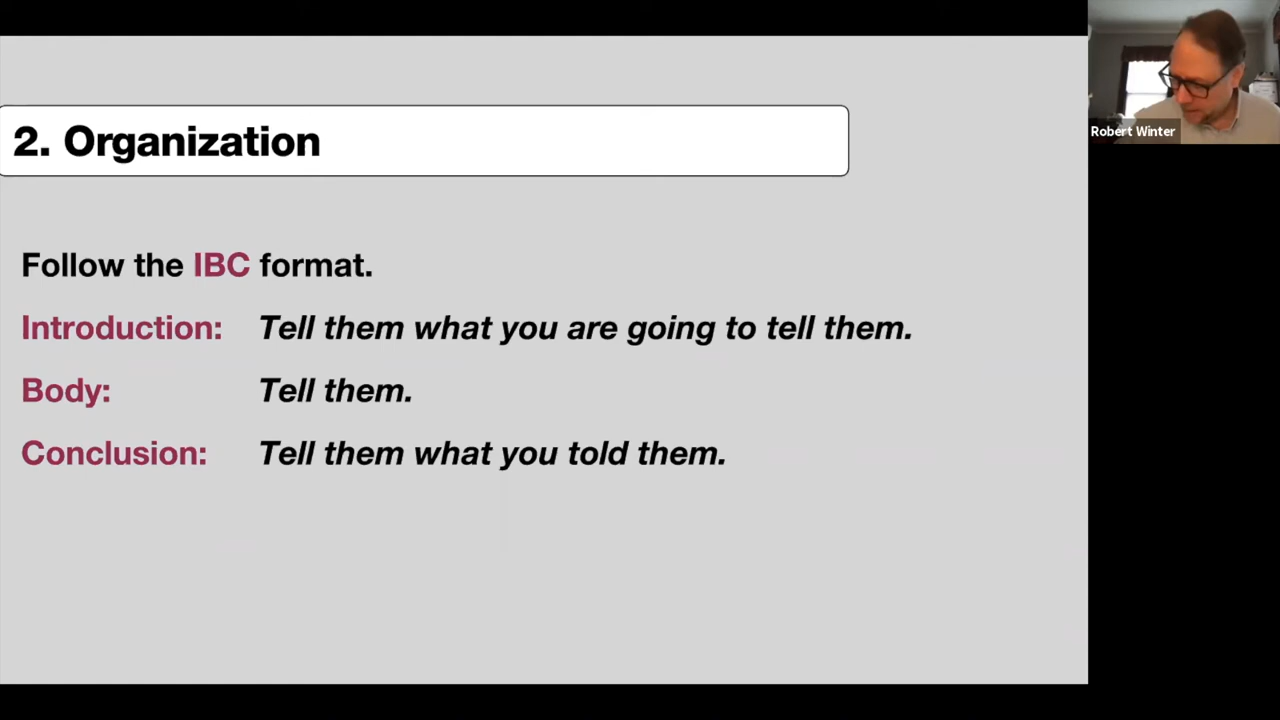 2. Organization
Follow the IBC format.
Introduction: Tell them what you are going to tell them.
Body: Tell them.
Conclusion: Tell them what you told them.
Robert Winter